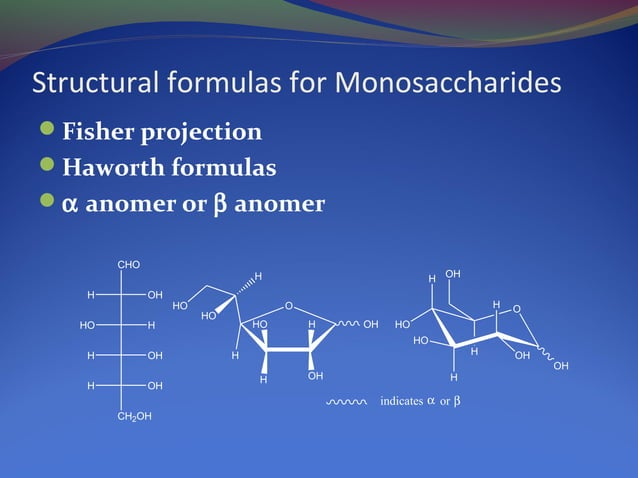 Structural formulas for Monosaccharides
Fisher projection
Haworth formulas
α anomer or β anomer
CHO
H OH
HO H
H OH
H OH
CH₂OH
H
HO
HO
O
HO H OH
H
H OH
H OH
H O
HO
HO
H OH
OH
H
indicates α or β